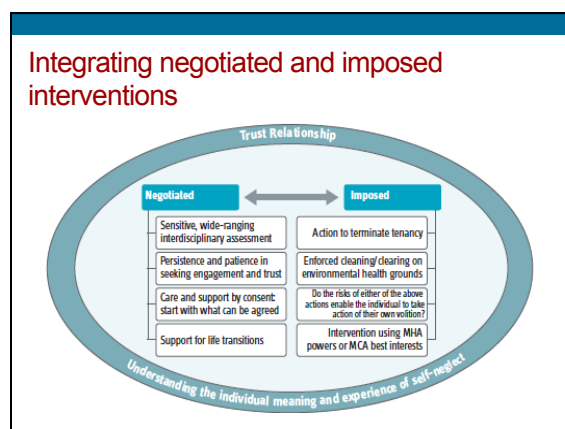 Integrating negotiated and imposed
interventions
Trust Relationship
Negotiated
Imposed
Sensitive, wide-ranging
interdisciplinary assessment
Action to terminate tenancy
Persistence and patience in
seeking engagement and trust
Enforced cleaning/clearing on
environmental health grounds
Care and support by consent:
start with what can be agreed
Do the risks of either of the above
actions enable the individual to take
action of their own volition?
Support for life transitions
Intervention using MHA
powers or MCA best interests
Understanding the individual meaning and experience of self-neglect